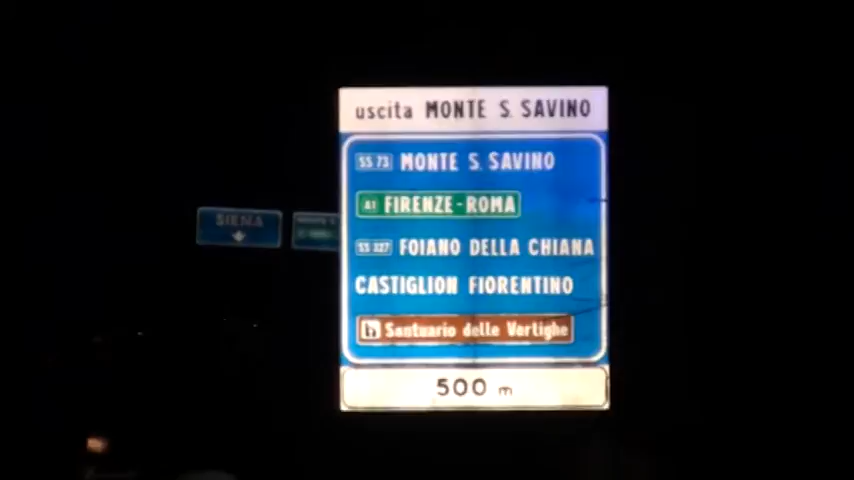 uscita MONTE S. SAVINO
SS 73 MONTE S. SAVINO
A1 FIRENZE-ROMA
SS 327 FOIANO DELLA CHIANA
CASTIGLION FIORENTINO
Santuario delle Vertighe
500 m
SIENA